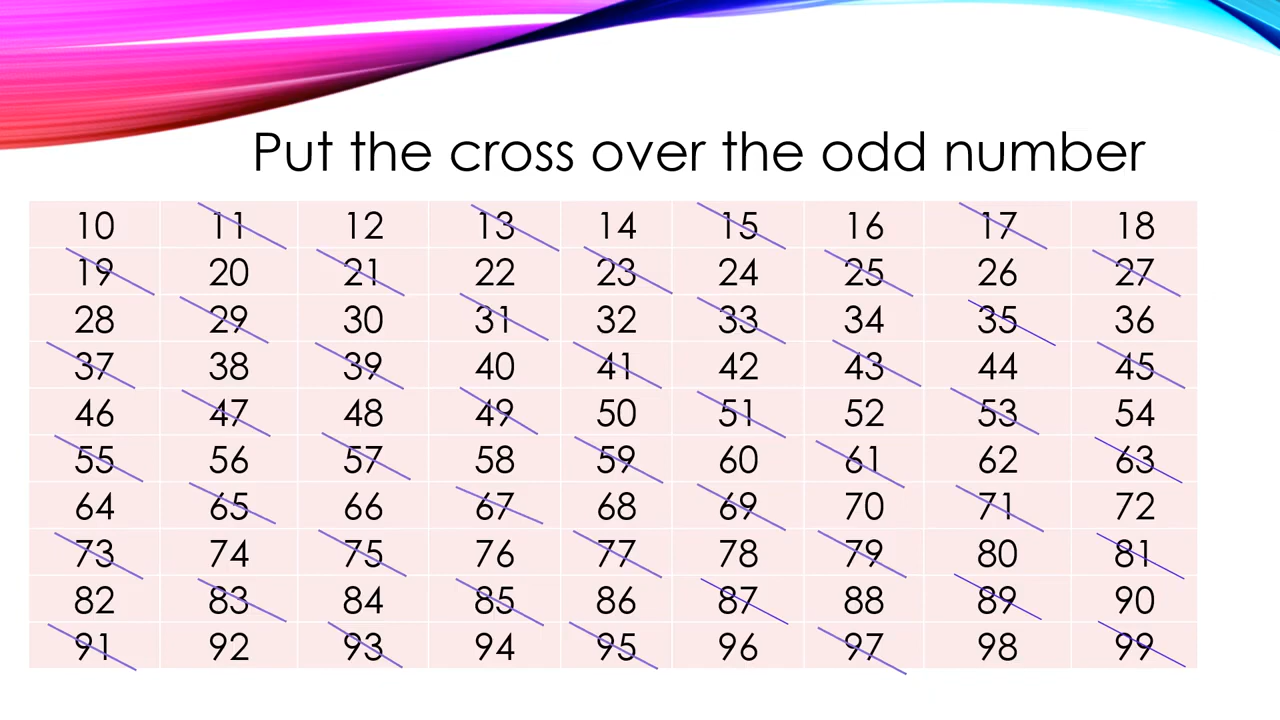 Put the cross over the odd number
10 11 12 13 14 15 16 17 18
19 20 21 22 23 24 25 26 27
28 29 30 31 32 33 34 35 36
37 38 39 40 41 42 43 44 45
46 47 48 49 50 51 52 53 54
55 56 57 58 59 60 61 62 63
64 65 66 67 68 69 70 71 72
73 74 75 76 77 78 79 80 81
82 83 84 85 86 87 88 89 90
91 92 93 94 95 96 97 98 99